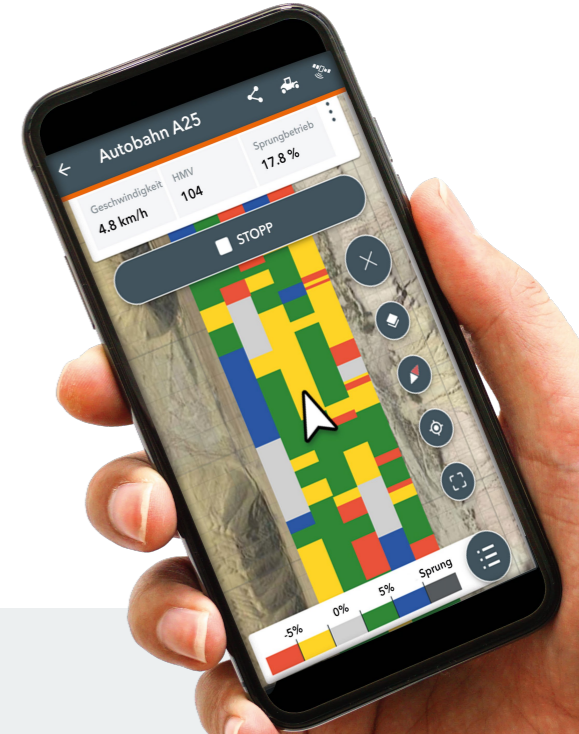 Autobahn A25
Geschwindigkeit
4.8 km/h
HMV
104
Sprungbetrieb
17.8 %
STOPP
-5%
0%
5%
Sprung